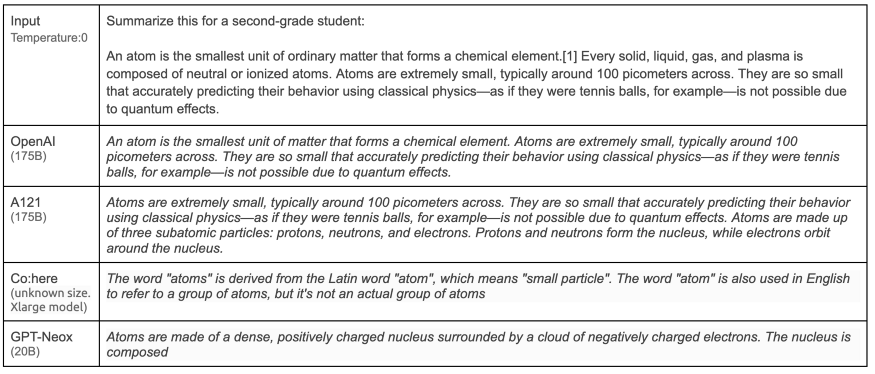 Input
Temperature:0
Summarize this for a second-grade student:
An atom is the smallest unit of ordinary matter that forms a chemical element.[1] Every solid, liquid, gas, and plasma is
composed of neutral or ionized atoms. Atoms are extremely small, typically around 100 picometers across. They are so small
that accurately predicting their behavior using classical physics—as if they were tennis balls, for example—is not possible due
to quantum effects.
OpenAI
(175B)
An atom is the smallest unit of matter that forms a chemical element. Atoms are extremely small, typically around 100
picometers across. They are so small that accurately predicting their behavior using classical physics—as if they were tennis
balls, for example—is not possible due to quantum effects.
A121
(175B)
Atoms are extremely small, typically around 100 picometers across. They are so small that accurately predicting their behavior
using classical physics—as if they were tennis balls, for example—is not possible due to quantum effects. Atoms are made up
of three subatomic particles: protons, neutrons, and electrons. Protons and neutrons form the nucleus, while electrons orbit
around the nucleus.
Co:here
(unknown size.
Xlarge model)
The word "atoms" is derived from the Latin word "atom", which means "small particle". The word "atom" is also used in English
to refer to a group of atoms, but it's not an actual group of atoms
GPT-Neox
(20B)
Atoms are made of a dense, positively charged nucleus surrounded by a cloud of negatively charged electrons. The nucleus is
composed